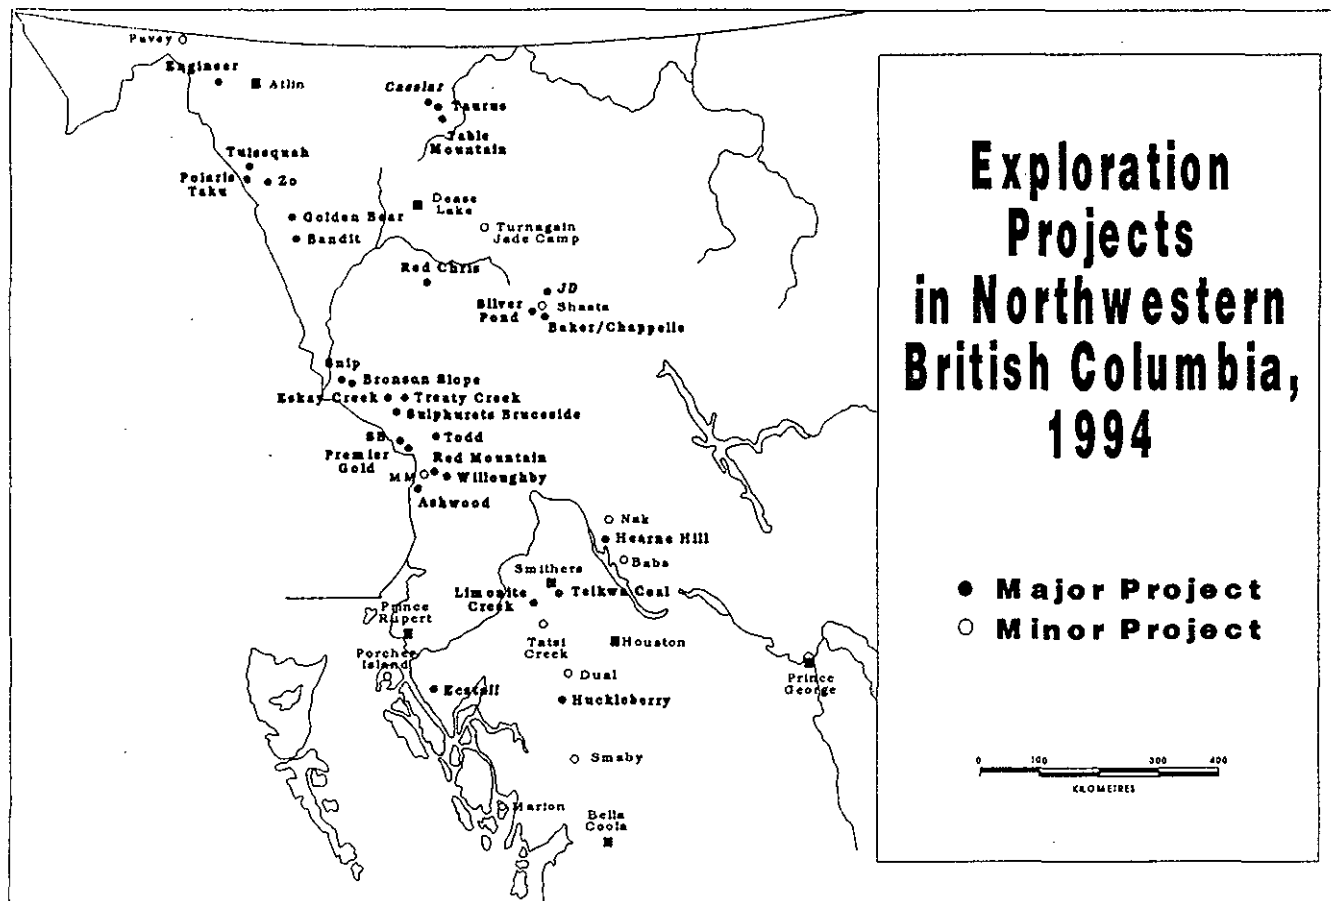 Pavey
Engineer
Atlin
Cassiar
Taurus
Table
Mountain
Tulsequah
Polaris
Taku
Zo
Dease
Lake
Golden Bear
Bandit
Turnagain
Jade Camp
Red Chris
JD
Silver
Pond
Shasta
Baker/Chappelle
Snip
Bronson Slope
Eskay Creek
Treaty Creek
Sulphurets Bruceside
SB
Todd
Premier
Gold
Red Mountain
MM
Willoughby
Ashwood
Nak
Hearne Hill
Babs
Smithers
Limonite
Creek
Telkwa Coal
Prince
Rupert
Tatsi
Creek
Houston
Porcher
Island
Dual
Ecstall
Huckleberry
Prince
George
Smaby
Marion
Bella
Coola
Exploration
Projects
in Northwestern
British Columbia,
1994
Major Project
Minor Project
0 100 300 400
KILOMETRES